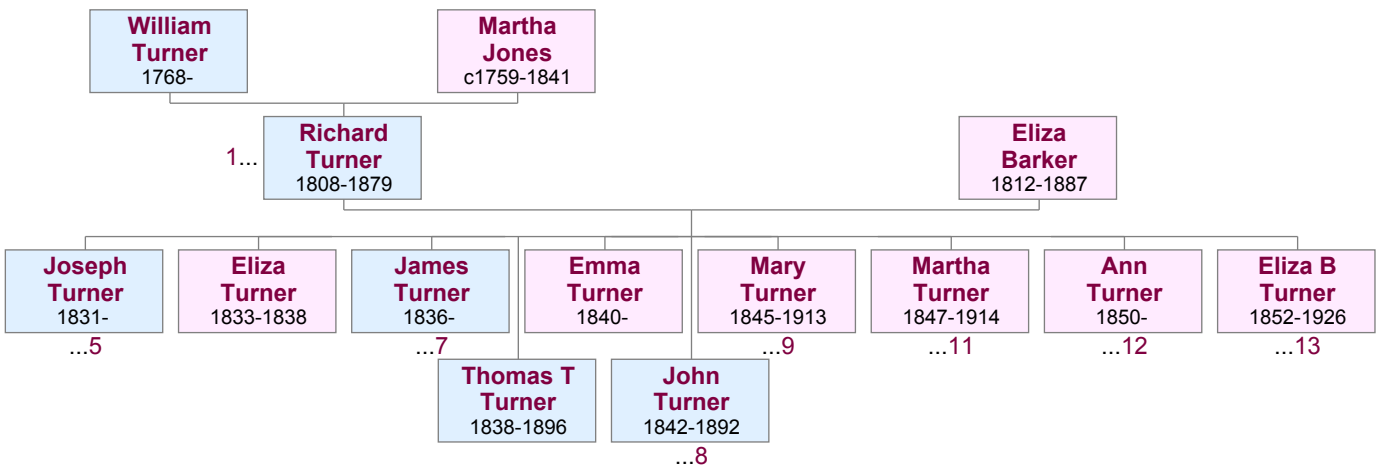 William
Turner
1768-
Martha
Jones
c1759-1841
1...
Richard
Turner
1808-1879
Eliza
Barker
1812-1887
Joseph
Turner
1831-
...5
Eliza
Turner
1833-1838
James
Turner
1836-
...7
Thomas T
Turner
1838-1896
Emma
Turner
1840-
John
Turner
1842-1892
...8
Mary
Turner
1845-1913
...9
Martha
Turner
1847-1914
...11
Ann
Turner
1850-
...12
Eliza B
Turner
1852-1926
...13